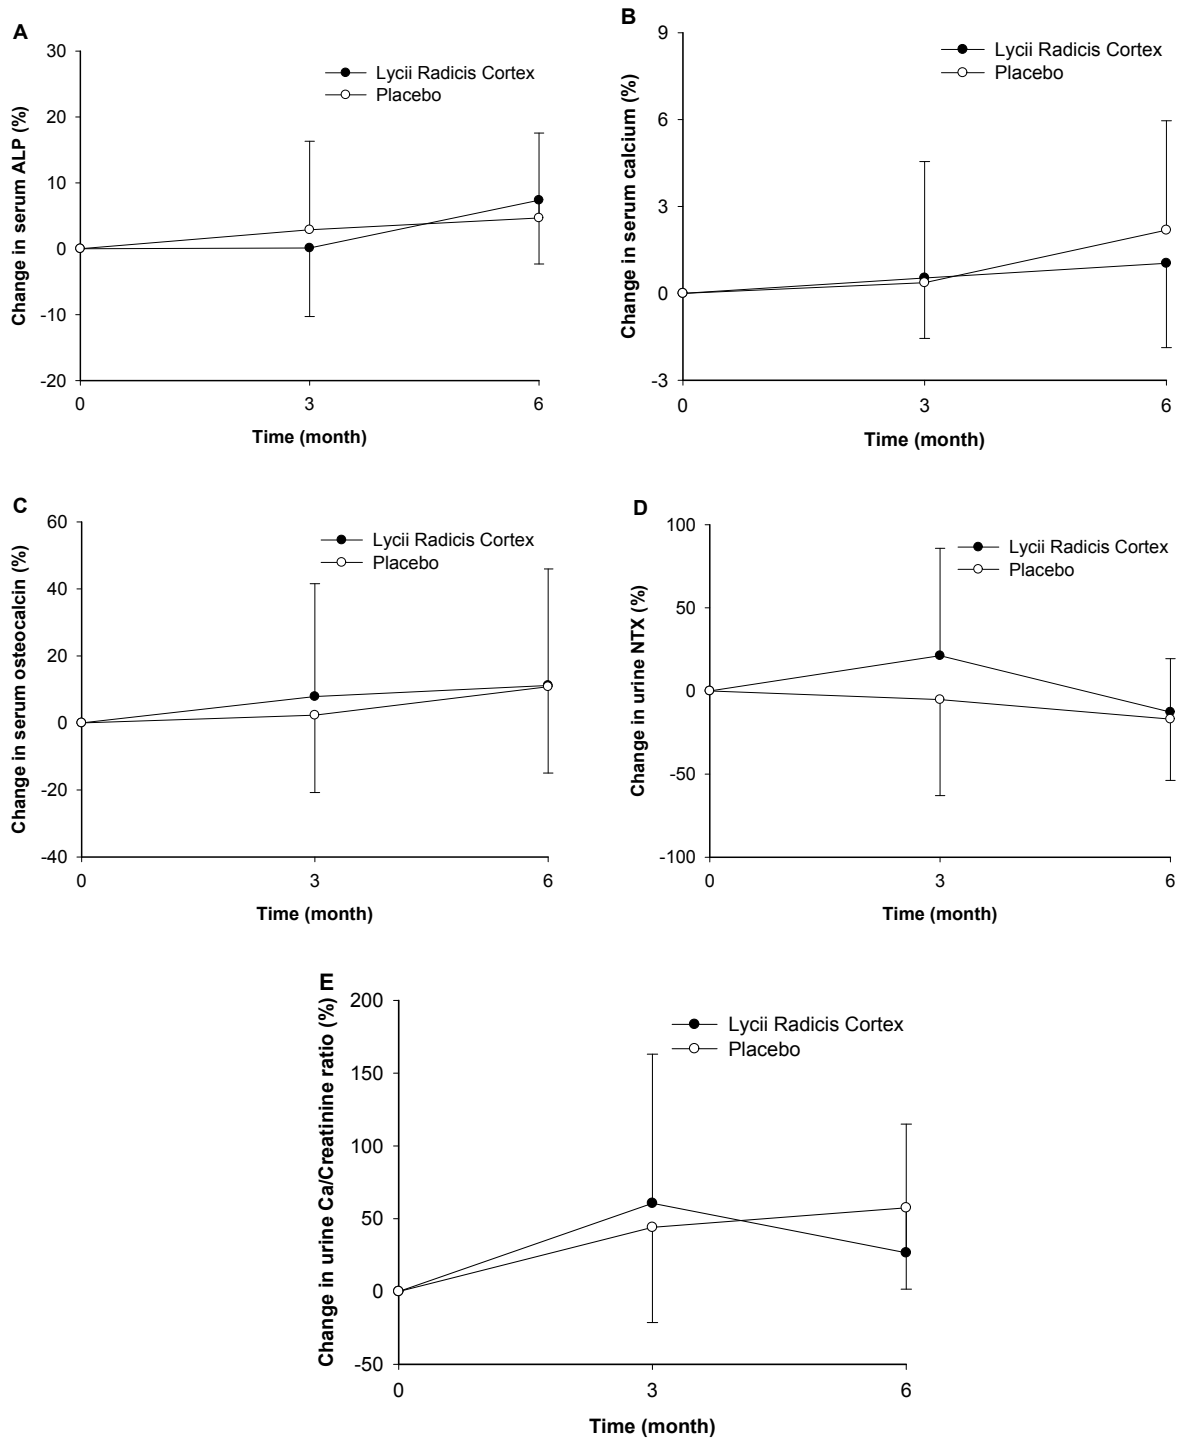 A
Change in serum ALP (%)
30
20
10
0
-10
-20
Lycii Radicis Cortex
Placebo
0
3
6
Time (month)
B
Change in serum calcium (%)
9
6
3
0
-3
Lycii Radicis Cortex
Placebo
0
3
6
Time (month)
C
Change in serum osteocalcin (%)
60
40
20
0
-20
-40
Lycii Radicis Cortex
Placebo
0
3
6
Time (month)
D
Change in urine NTX (%)
100
50
0
-50
-100
Lycii Radicis Cortex
Placebo
0
3
6
Time (month)
E
Change in urine Ca/Creatinine ratio (%)
200
150
100
50
0
-50
Lycii Radicis Cortex
Placebo
0
3
6
Time (month)